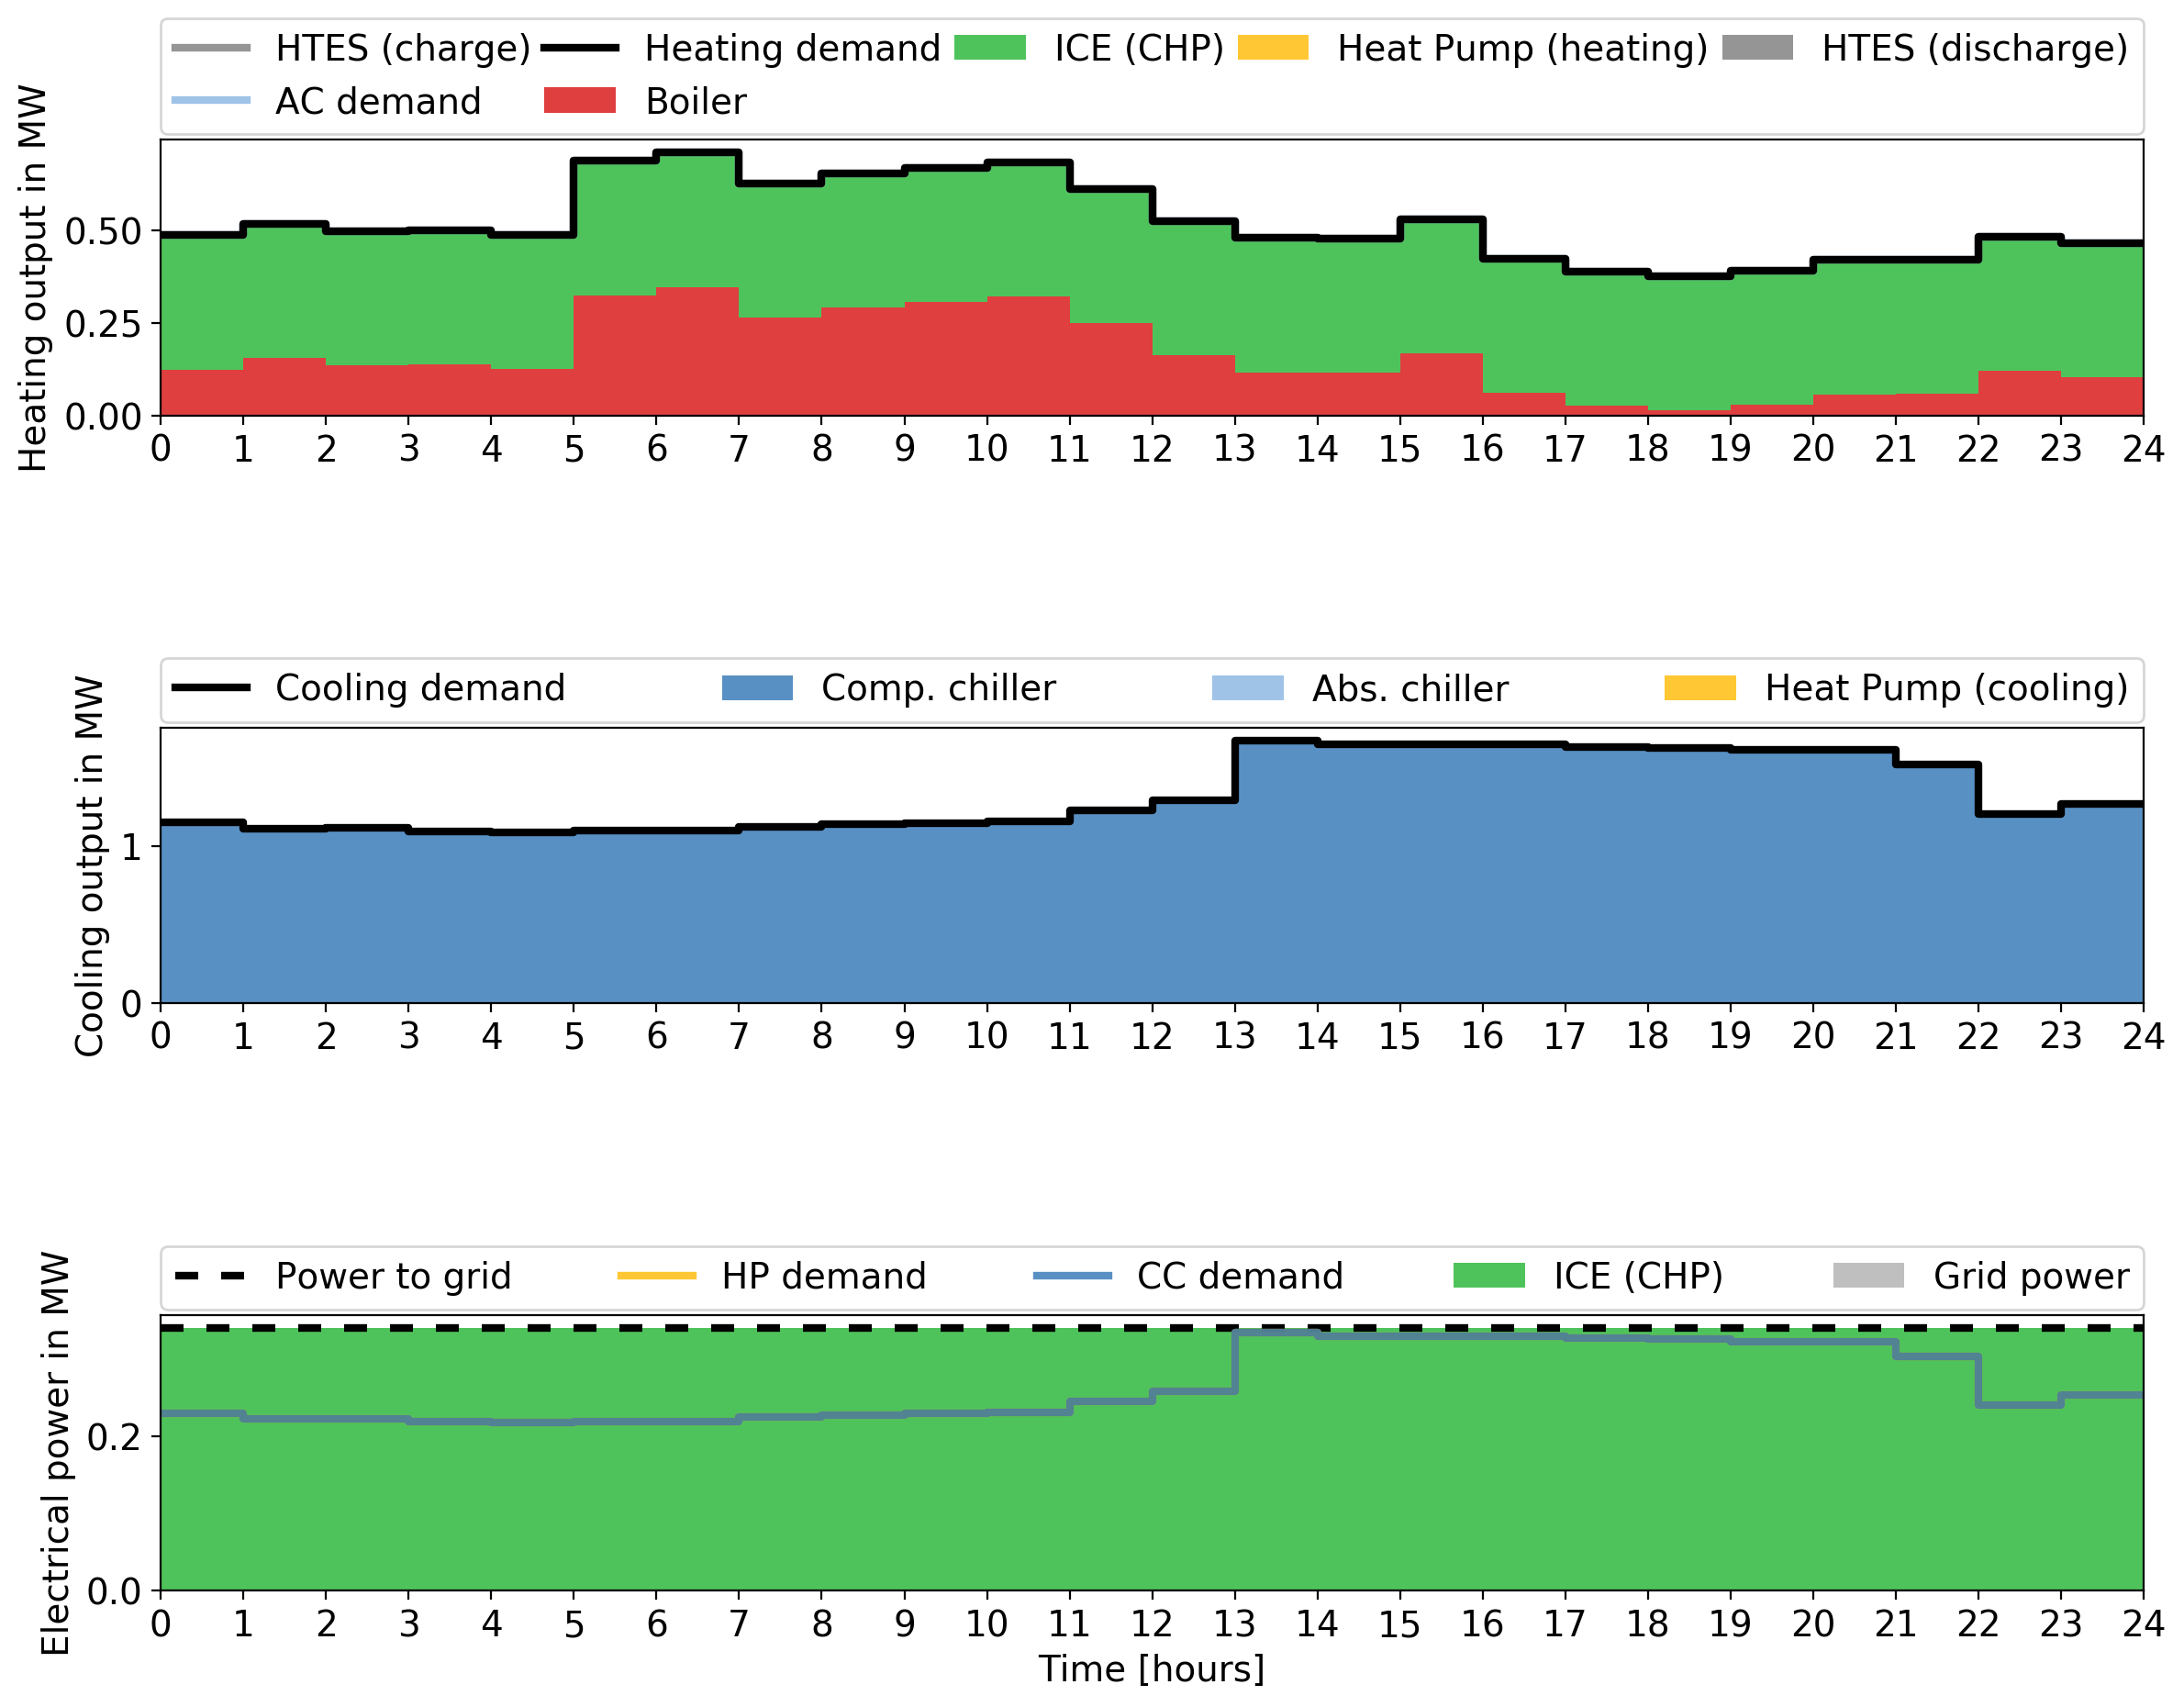 HTES (charge) Heating demand ICE (CHP) Heat Pump (heating) HTES (discharge)
AC demand Boiler
Heating output in MW
0.50
0.25
0.00
0 1 2 3 4 5 6 7 8 9 10 11 12 13 14 15 16 17 18 19 20 21 22 23 24
Cooling demand Comp. chiller Abs. chiller Heat Pump (cooling)
Cooling output in MW
1
0
0 1 2 3 4 5 6 7 8 9 10 11 12 13 14 15 16 17 18 19 20 21 22 23 24
Power to grid HP demand CC demand ICE (CHP) Grid power
Electrical power in MW
0.2
0.0
0 1 2 3 4 5 6 7 8 9 10 11 12 13 14 15 16 17 18 19 20 21 22 23 24
Time [hours]